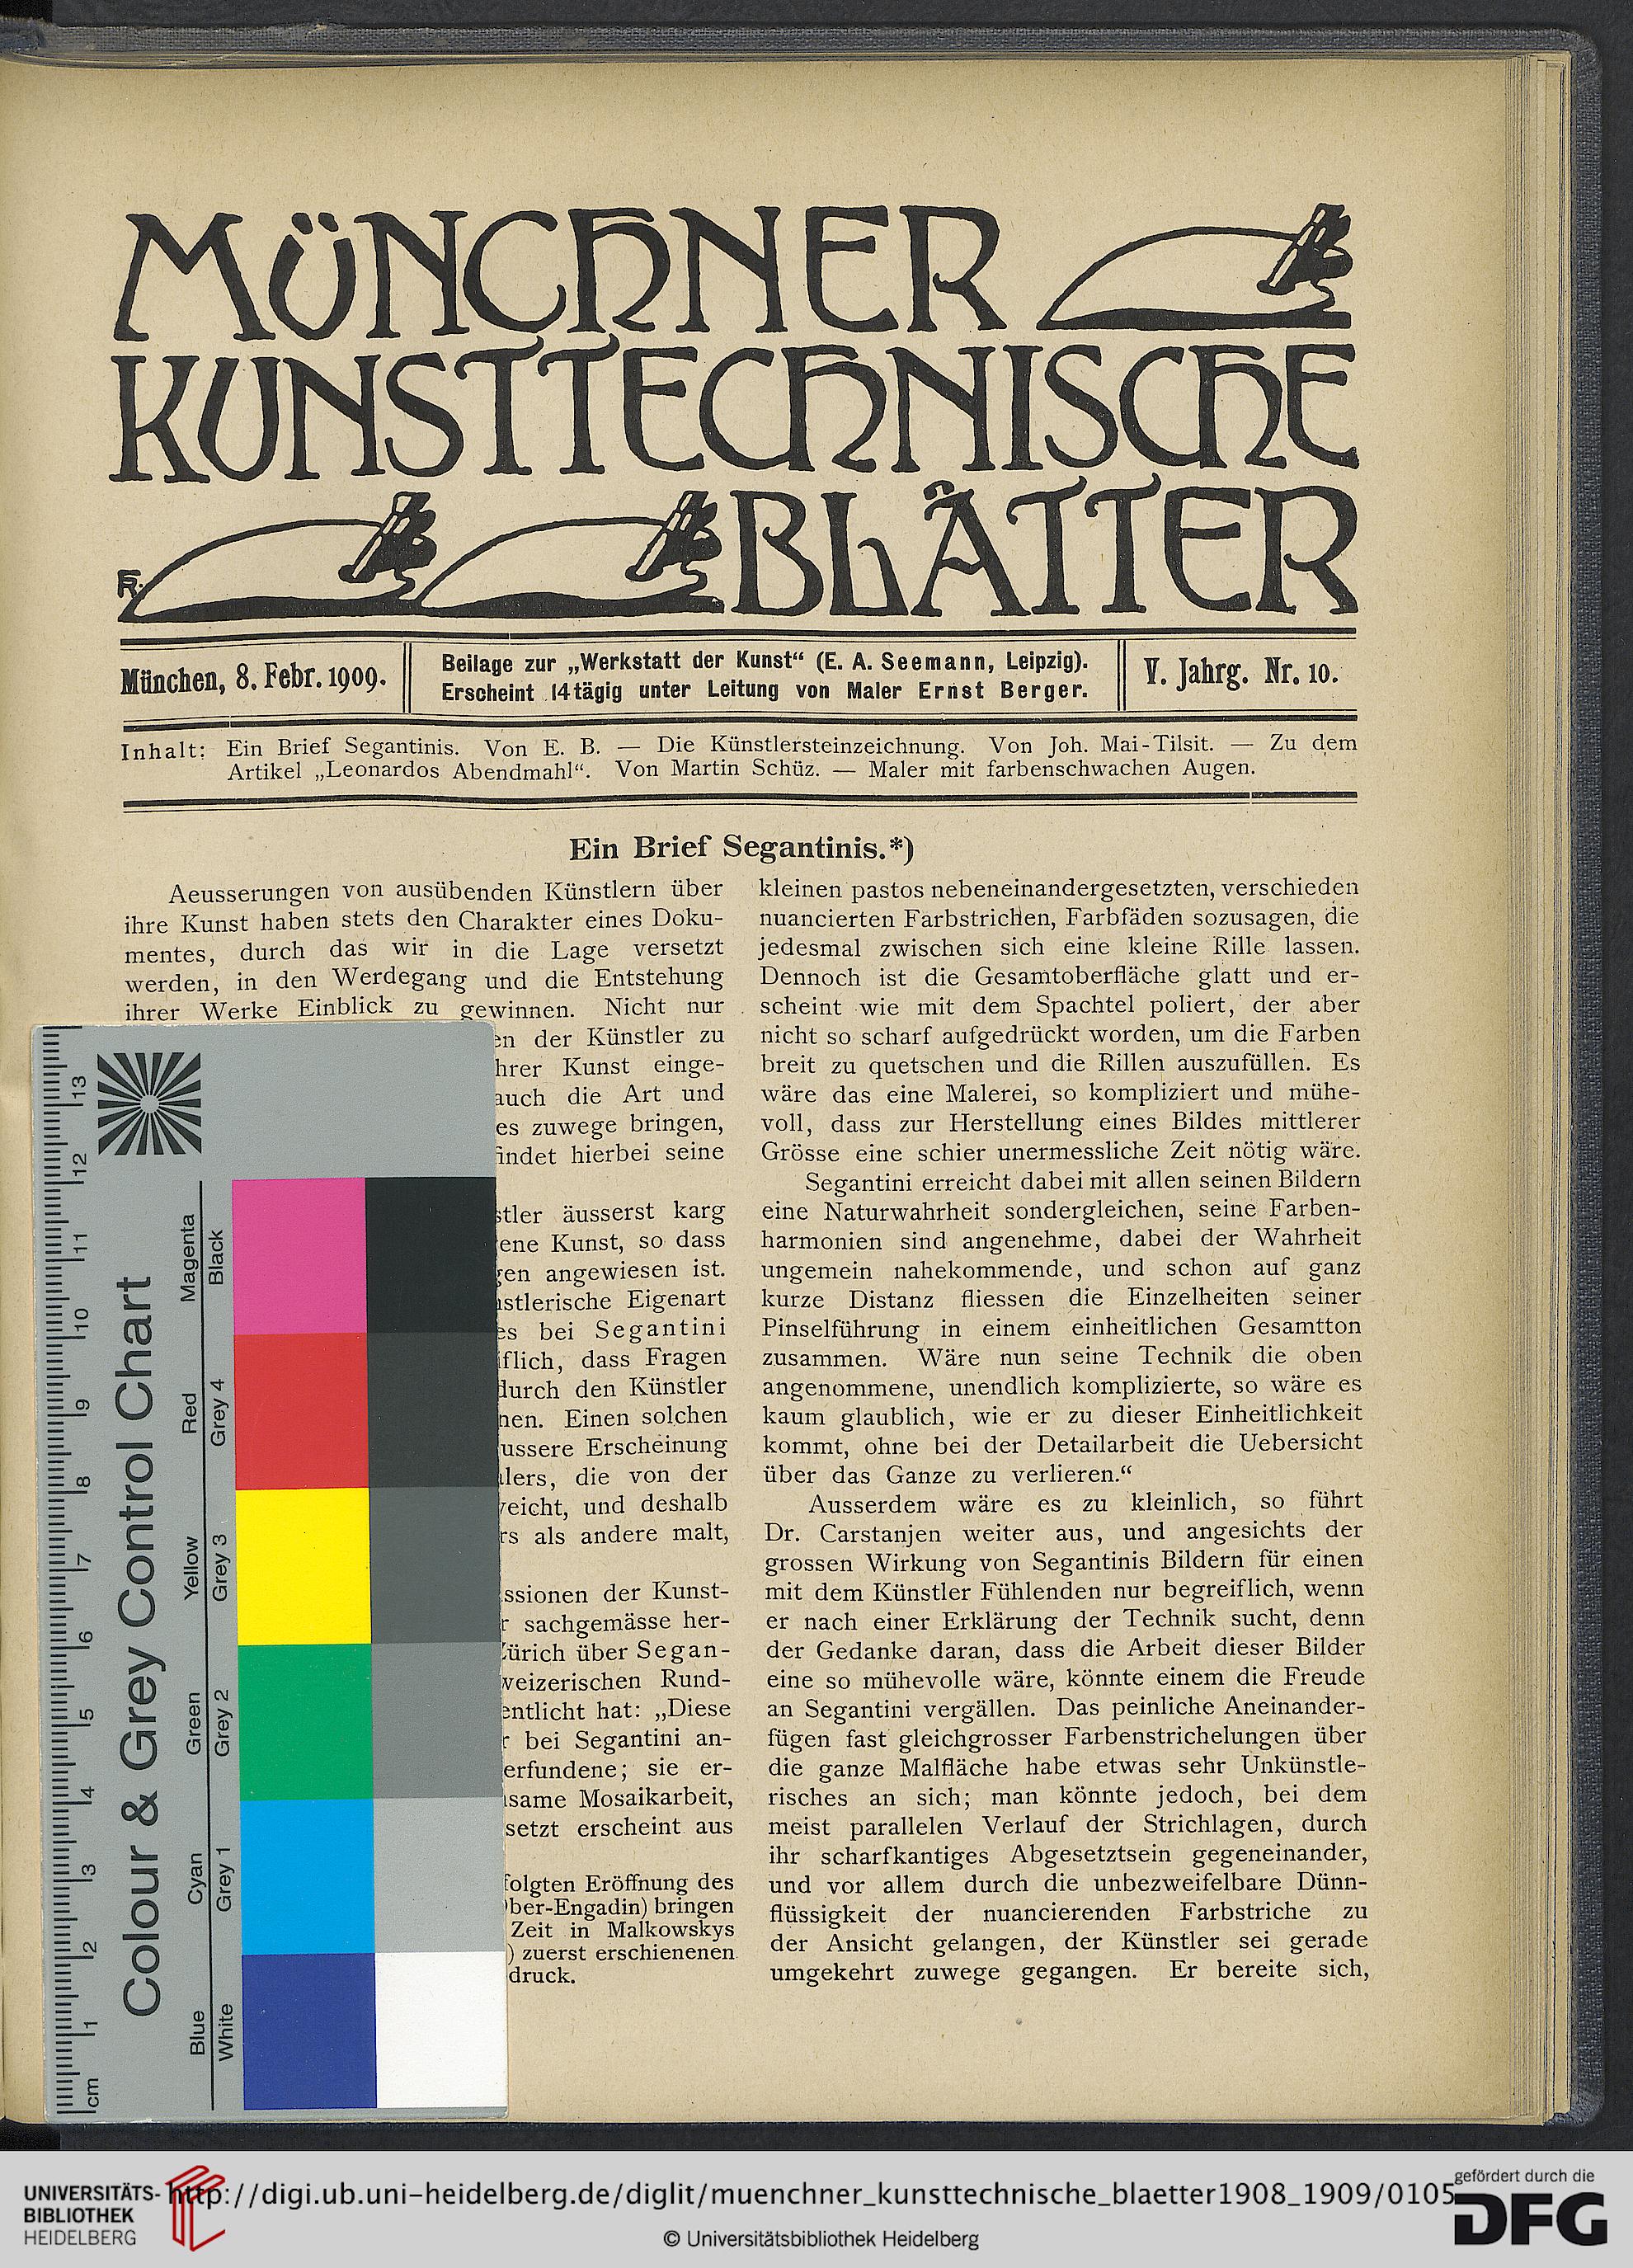 MÜNCHNER
KUNSTTECHNISCHE
BLÄTTER
München, 8. Febr. 1909.
Beilage zur „Werkstatt der Kunst“ (E. A. Seemann, Leipzig).
Erscheint 14tägig unter Leitung von Maler Ernst Berger.
V. Jahrg. Nr. 10.
Inhalt: Ein Brief Segantinis. Von E. B. — Die Künstlersteinzeichnung. Von Joh. Mai-Tilsit. — Zu dem
Artikel „Leonardos Abendmahl“. Von Martin Schüz. — Maler mit farbenschwachen Augen.
Ein Brief Segantinis.*)
Aeusserungen von ausübenden Künstlern über
ihre Kunst haben stets den Charakter eines Doku-
mentes, durch das wir in die Lage versetzt
werden, in den Werdegang und die Entstehung
ihrer Werke Einblick zu gewinnen. Nicht nur
en der Künstler zu
hrer Kunst einge-
auch die Art und
es zuwege bringen,
findet hierbei seine
stler äusserst karg
ene Kunst, so dass
gen angewiesen ist.
nstlerische Eigenart
es bei Segantini
iflich, dass Fragen
durch den Künstler
nen. Einen solchen
ussere Erscheinung
lers, die von der
weicht, und deshalb
rs als andere malt,
ssionen der Kunst-
r sachgemässe her-
Zürich über Segan-
weizerischen Rund-
entlicht hat: „Diese
r bei Segantini an-
erfundene; sie er-
nsame Mosaikarbeit,
setzt erscheint aus
folgten Eröffnung des
Ober-Engadin) bringen
Zeit in Malkowskys
) zuerst erschienenen
druck.
kleinen pastos nebeneinandergesetzten, verschieden
nuancierten Farbstrichen, Farbfäden sozusagen, die
jedesmal zwischen sich eine kleine Rille lassen.
Dennoch ist die Gesamtoberfläche glatt und er-
scheint wie mit dem Spachtel poliert, der aber
nicht so scharf aufgedrückt worden, um die Farben
breit zu quetschen und die Rillen auszufüllen. Es
wäre das eine Malerei, so kompliziert und mühe-
voll, dass zur Herstellung eines Bildes mittlerer
Grösse eine schier unermessliche Zeit nötig wäre.
Segantini erreicht dabei mit allen seinen Bildern
eine Naturwahrheit sondergleichen, seine Farben-
harmonien sind angenehme, dabei der Wahrheit
ungemein nahekommende, und schon auf ganz
kurze Distanz fliessen die Einzelheiten seiner
Pinselführung in einem einheitlichen Gesamtton
zusammen. Wäre nun seine Technik die oben
angenommene, unendlich komplizierte, so wäre es
kaum glaublich, wie er zu dieser Einheitlichkeit
kommt, ohne bei der Detailarbeit die Uebersicht
über das Ganze zu verlieren.“
Ausserdem wäre es zu kleinlich, so führt
Dr. Carstanjen weiter aus, und angesichts der
grossen Wirkung von Segantinis Bildern für einen
mit dem Künstler Fühlenden nur begreiflich, wenn
er nach einer Erklärung der Technik sucht, denn
der Gedanke daran, dass die Arbeit dieser Bilder
eine so mühevolle wäre, könnte einem die Freude
an Segantini vergällen. Das peinliche Aneinander-
fügen fast gleichgrosser Farbenstrichelungen über
die ganze Malfläche habe etwas sehr Unkünstle-
risches an sich; man könnte jedoch, bei dem
meist parallelen Verlauf der Strichlagen, durch
ihr scharfkantiges Abgesetztsein gegeneinander,
und vor allem durch die unbezweifelbare Dünn-
flüssigkeit der nuancierenden Farbstriche zu
der Ansicht gelangen, der Künstler sei gerade
umgekehrt zuwege gegangen. Er bereite sich,
Colour & Grey Control Chart
Blue Cyan Green Yellow Red Magenta
White Grey 1 Grey 2 Grey 3 Grey 4 Black
cm 1 2 3 4 5 6 7 8 9 10 11 12 13
UNIVERSITÄTS-
BIBLIOTHEK
HEIDELBERG
http://digi.ub.uni-heidelberg.de/diglit/muenchner_kunsttechnische_blaetter1908_1909/0105
© Universitätsbibliothek Heidelberg
gefördert durch die
DFG